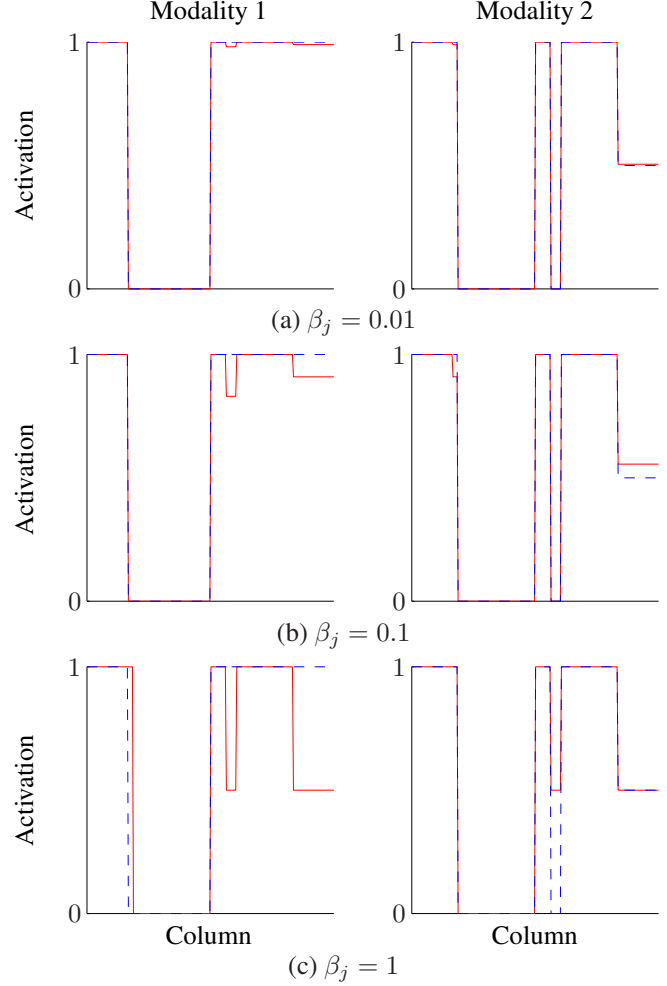 Modality 1
Modality 2
1
1
Activation
0
0
(a) β_j = 0.01
1
1
Activation
0
0
(b) β_j = 0.1
1
1
Activation
0
0
Column
Column
(c) β_j = 1